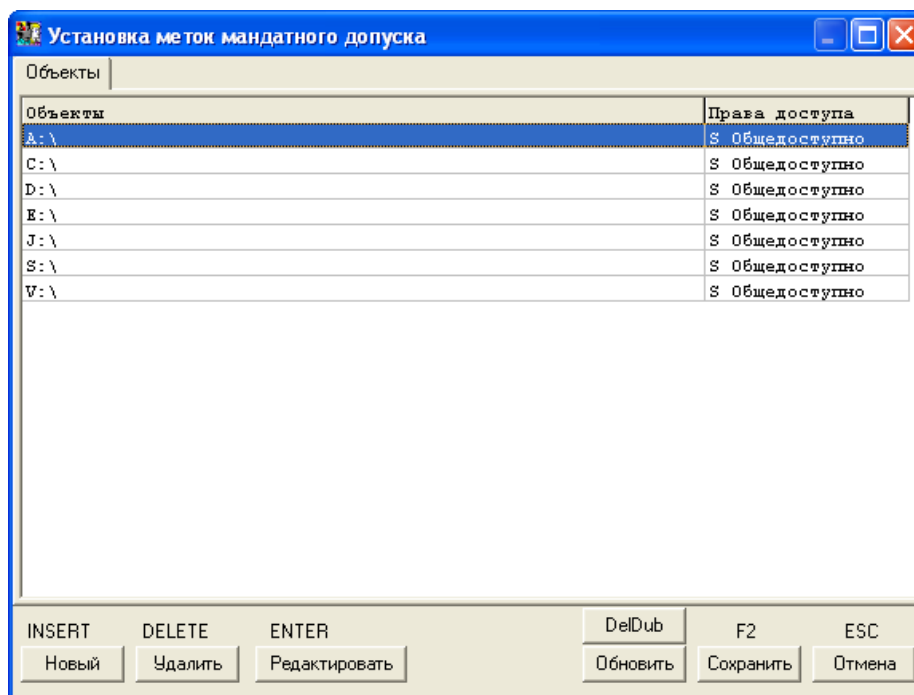 Установка меток мандатного допуска
Объекты
Объекты Права доступа
A:\ S Общедоступно
C:\ S Общедоступно
D:\ S Общедоступно
E:\ S Общедоступно
J:\ S Общедоступно
S:\ S Общедоступно
V:\ S Общедоступно
INSERT DELETE ENTER DelDub F2 ESC
Новый Удалить Редактировать Обновить Сохранить Отмена